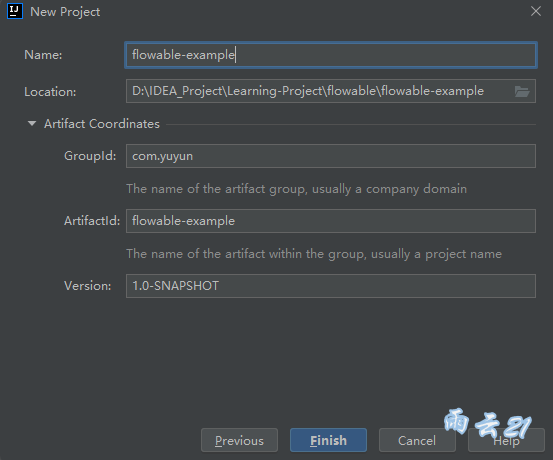 New Project
Name: flowable-example
Location: D:\IDEA_Project\Learning-Project\flowable\flowable-example
Artifact Coordinates
GroupId: com.yuyun
The name of the artifact group, usually a company domain
ArtifactId: flowable-example
The name of the artifact within the group, usually a project name
Version: 1.0-SNAPSHOT
雨云21
Previous Finish Cancel Help